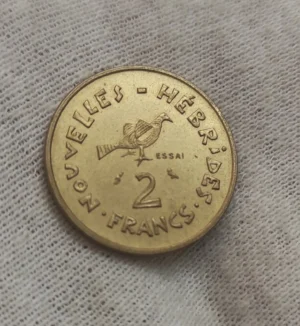 NOUVELLES - HÉBRIDES
ESSAI
2
· FRANCS ·